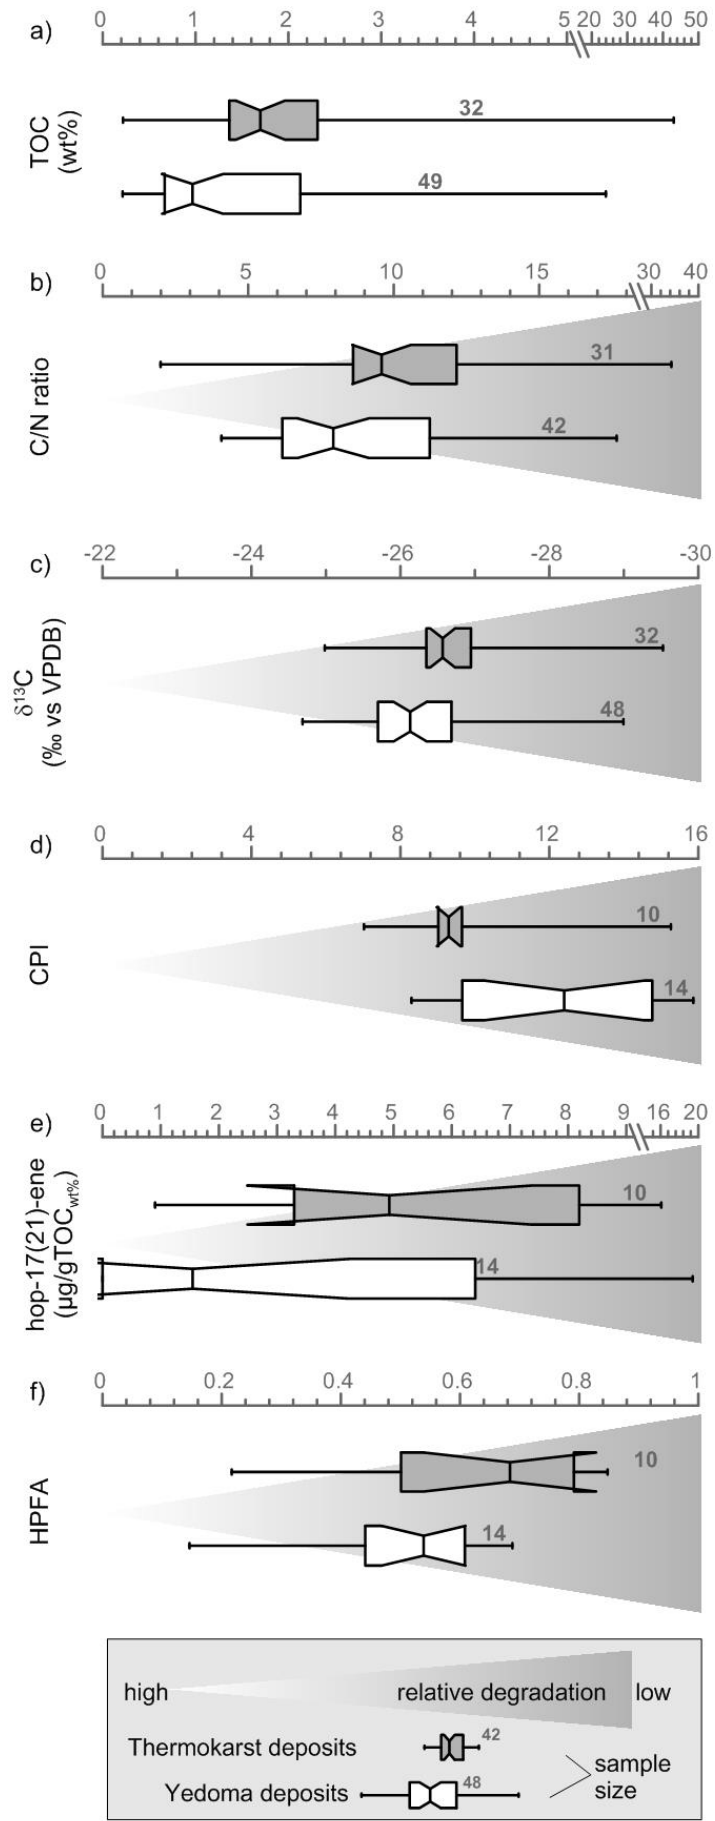 a)
0 1 2 3 4 5 20 30 40 50
TOC
(wt%)
32
49
b)
0 5 10 15 30 40
C/N ratio
31
42
c)
-22 -24 -26 -28 -30
δ¹³C
(‰ vs VPDB)
32
48
d)
0 4 8 12 16
CPI
10
14
e)
0 1 2 3 4 5 6 7 8 9 16 20
hop-17(21)-ene
(µg/gTOCwt%)
10
14
f)
0 0.2 0.4 0.6 0.8 1
HPFA
10
14
high relative degradation low
Thermokarst deposits 42
Yedoma deposits 48
sample
size